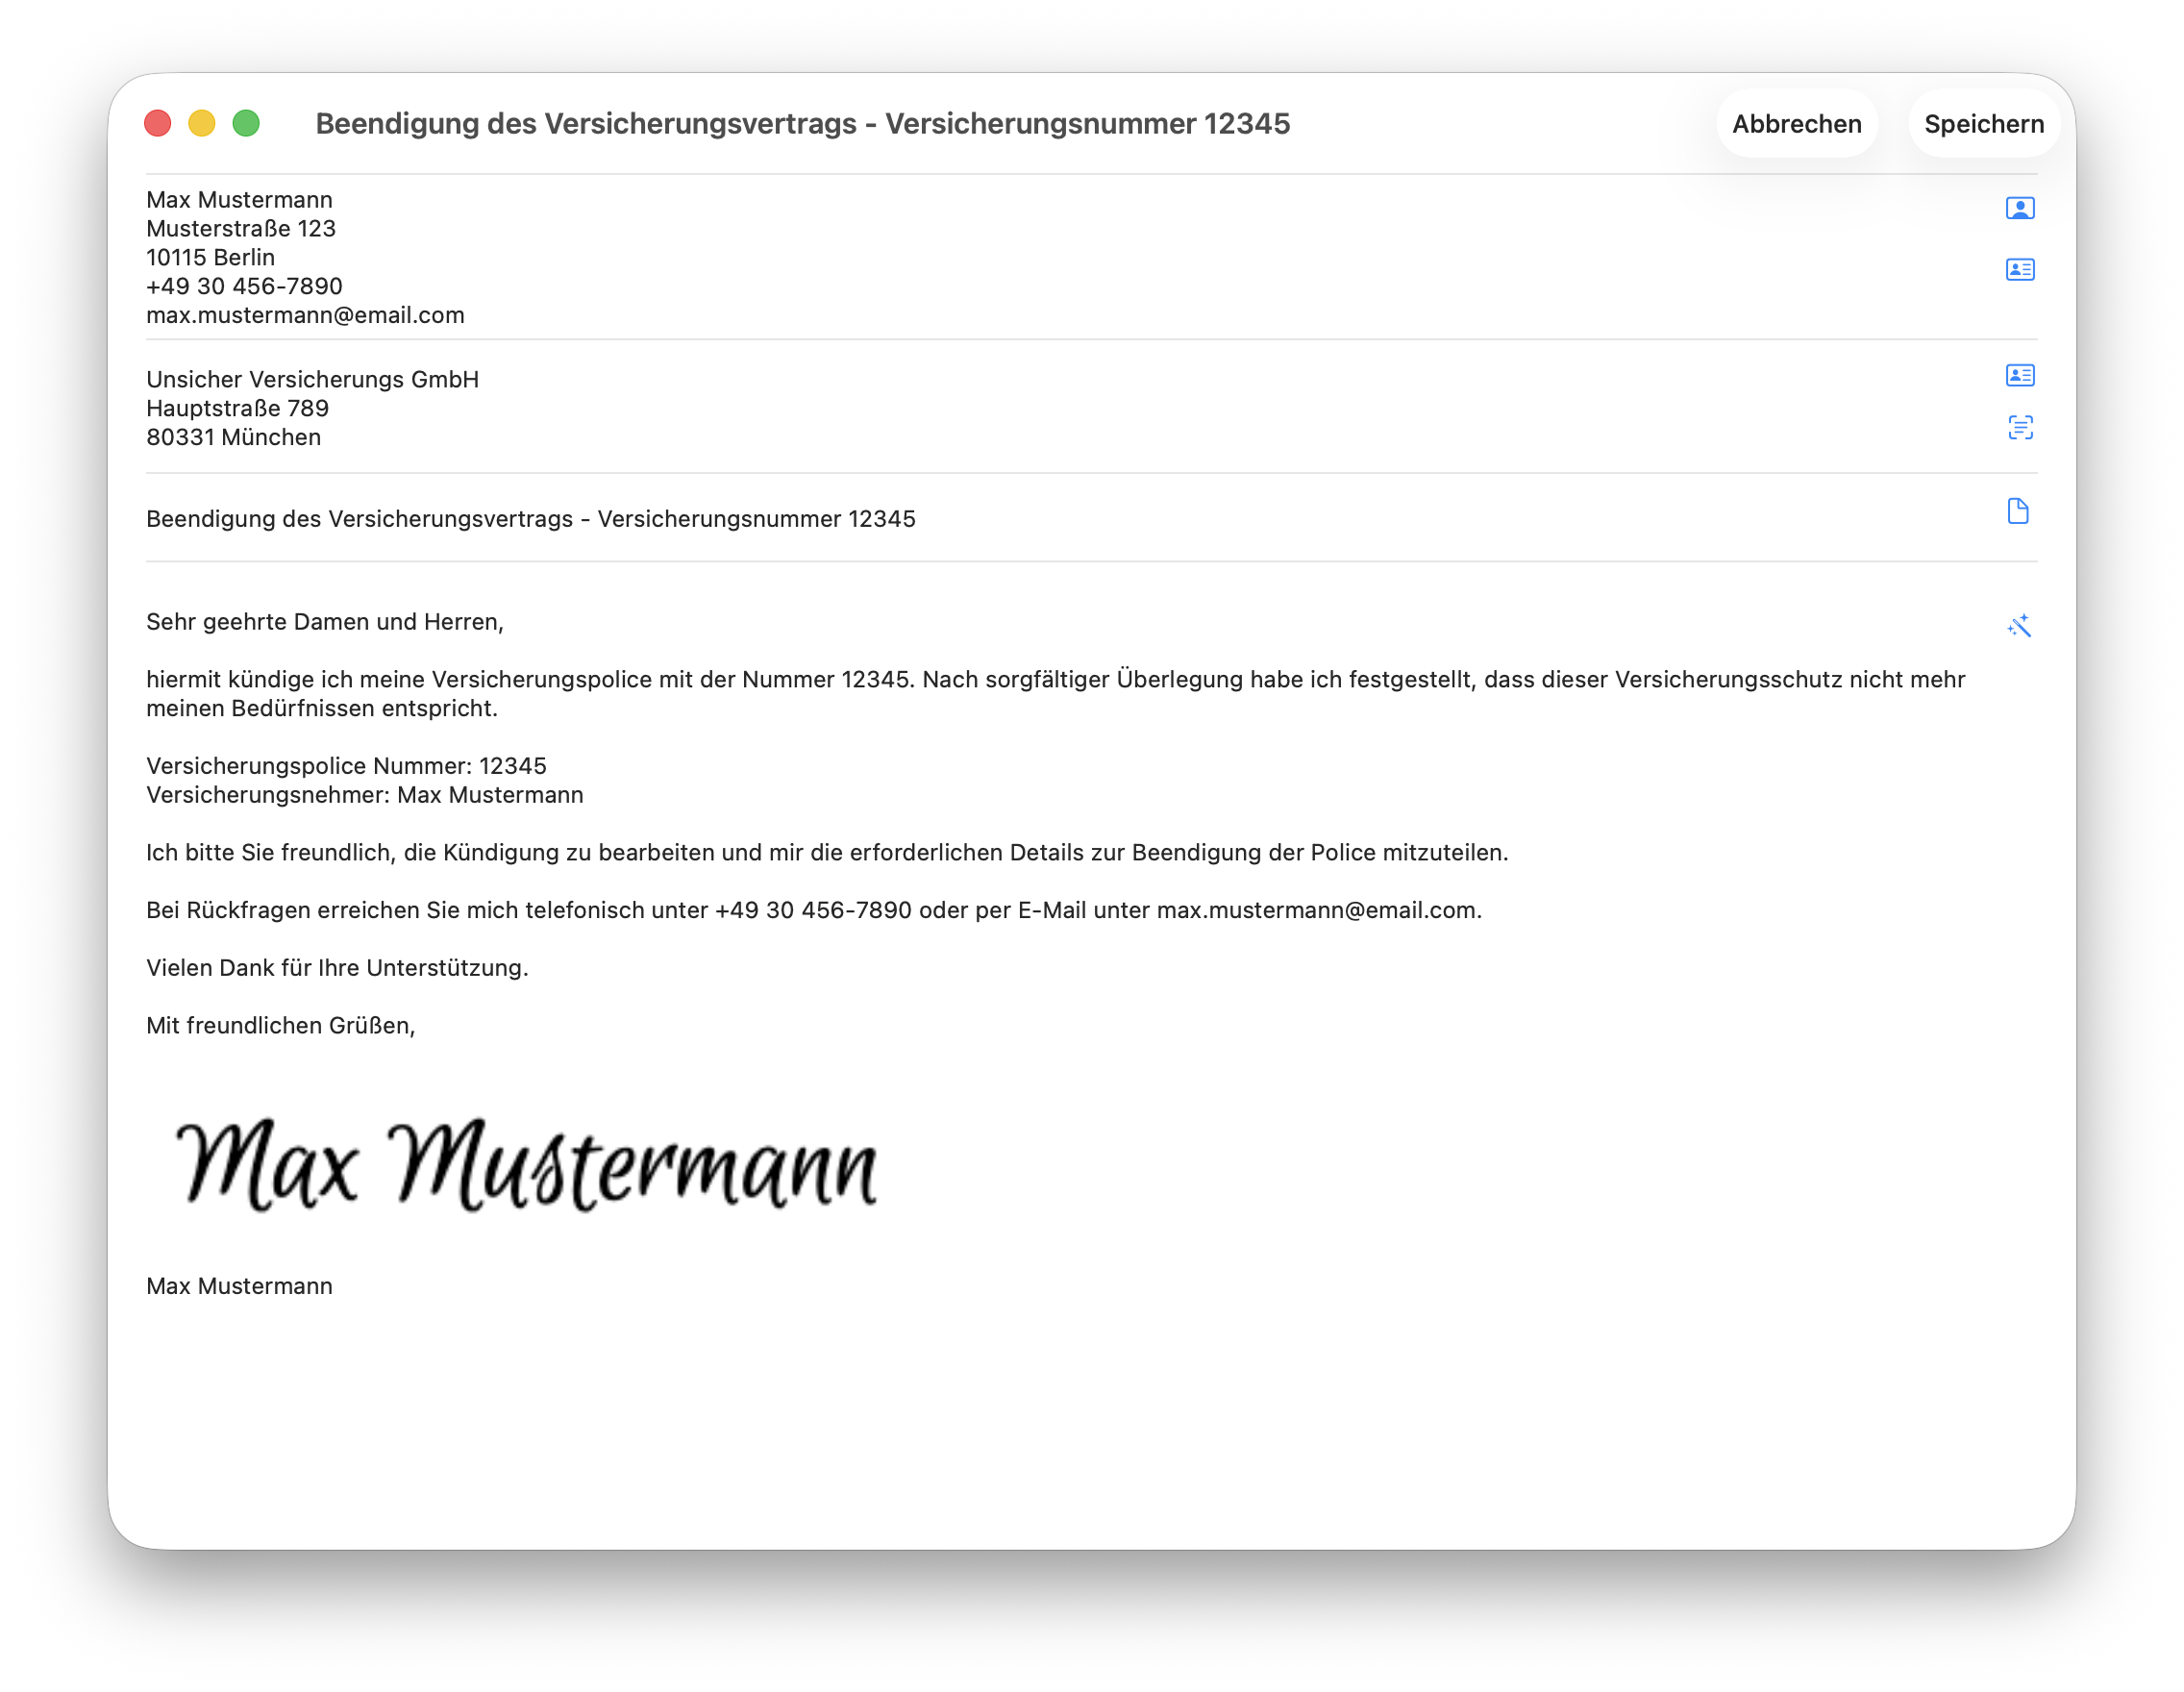 Beendigung des Versicherungsvertrags - Versicherungsnummer 12345
Abbrechen
Speichern
Max Mustermann
Musterstraße 123
10115 Berlin
+49 30 456-7890
max.mustermann@email.com
Unsicher Versicherungs GmbH
Hauptstraße 789
80331 München
Beendigung des Versicherungsvertrags - Versicherungsnummer 12345
Sehr geehrte Damen und Herren,
hiermit kündige ich meine Versicherungspolice mit der Nummer 12345. Nach sorgfältiger Überlegung habe ich festgestellt, dass dieser Versicherungsschutz nicht mehr
meinen Bedürfnissen entspricht.
Versicherungspolice Nummer: 12345
Versicherungsnehmer: Max Mustermann
Ich bitte Sie freundlich, die Kündigung zu bearbeiten und mir die erforderlichen Details zur Beendigung der Police mitzuteilen.
Bei Rückfragen erreichen Sie mich telefonisch unter +49 30 456-7890 oder per E-Mail unter max.mustermann@email.com.
Vielen Dank für Ihre Unterstützung.
Mit freundlichen Grüßen,
Max Mustermann
Max Mustermann